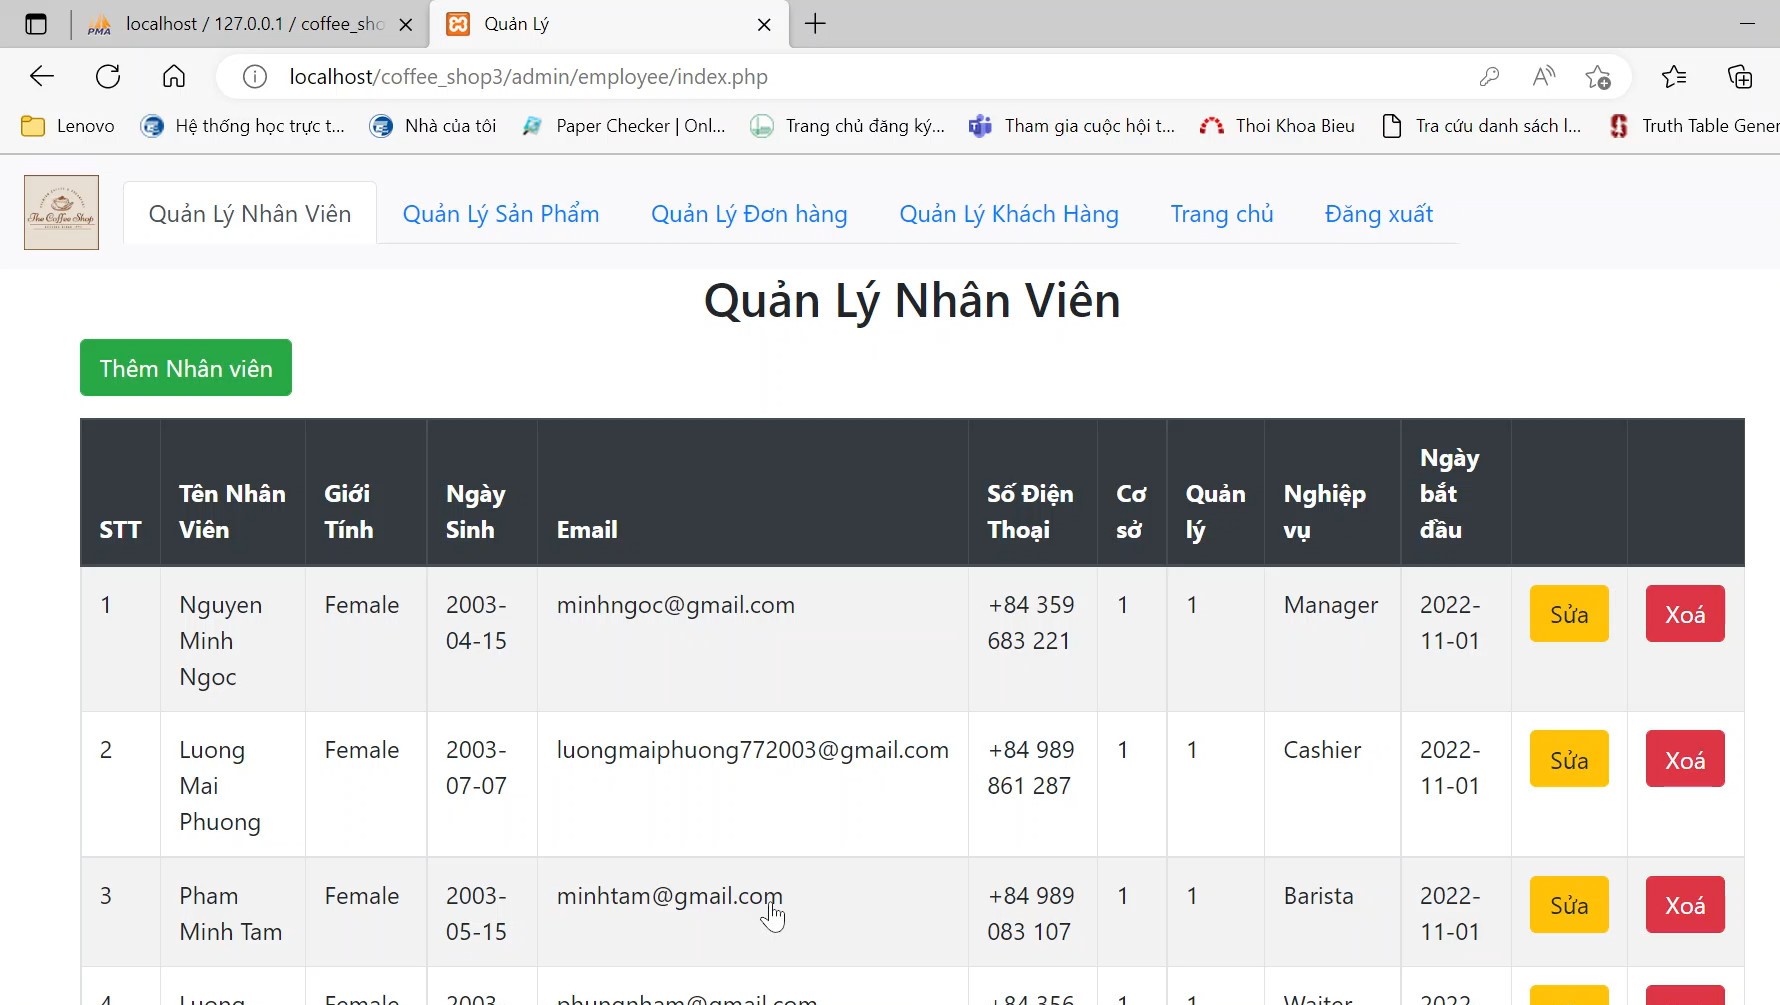 localhost / 127.0.0.1 / coffee_sho
Quản Lý
localhost/coffee_shop3/admin/employee/index.php
Lenovo
Hệ thống học trực t...
Nhà của tôi
Paper Checker | Onl...
Trang chủ đăng ký...
Tham gia cuộc hội t...
Thoi Khoa Bieu
Tra cứu danh sách l...
Truth Table Gener
The Coffee Shop
Quản Lý Nhân Viên
Quản Lý Sản Phẩm
Quản Lý Đơn hàng
Quản Lý Khách Hàng
Trang chủ
Đăng xuất
Quản Lý Nhân Viên
Thêm Nhân viên
STT
Tên Nhân
Viên
Giới
Tính
Ngày
Sinh
Email
Số Điện
Thoại
Cơ
sở
Quản
lý
Nghiệp
vụ
Ngày
bắt
đầu
1
Nguyen
Minh
Ngoc
Female
2003-
04-15
minhngoc@gmail.com
+84 359
683 221
1
1
Manager
2022-
11-01
Sửa
Xoá
2
Luong
Mai
Phuong
Female
2003-
07-07
luongmaiphuong772003@gmail.com
+84 989
861 287
1
1
Cashier
2022-
11-01
Sửa
Xoá
3
Pham
Minh Tam
Female
2003-
05-15
minhtam@gmail.com
+84 989
083 107
1
1
Barista
2022-
11-01
Sửa
Xoá
4
Luong
Female
2003-
phungpham@gmail.com
+84 356
1
1
Waiter
2022-